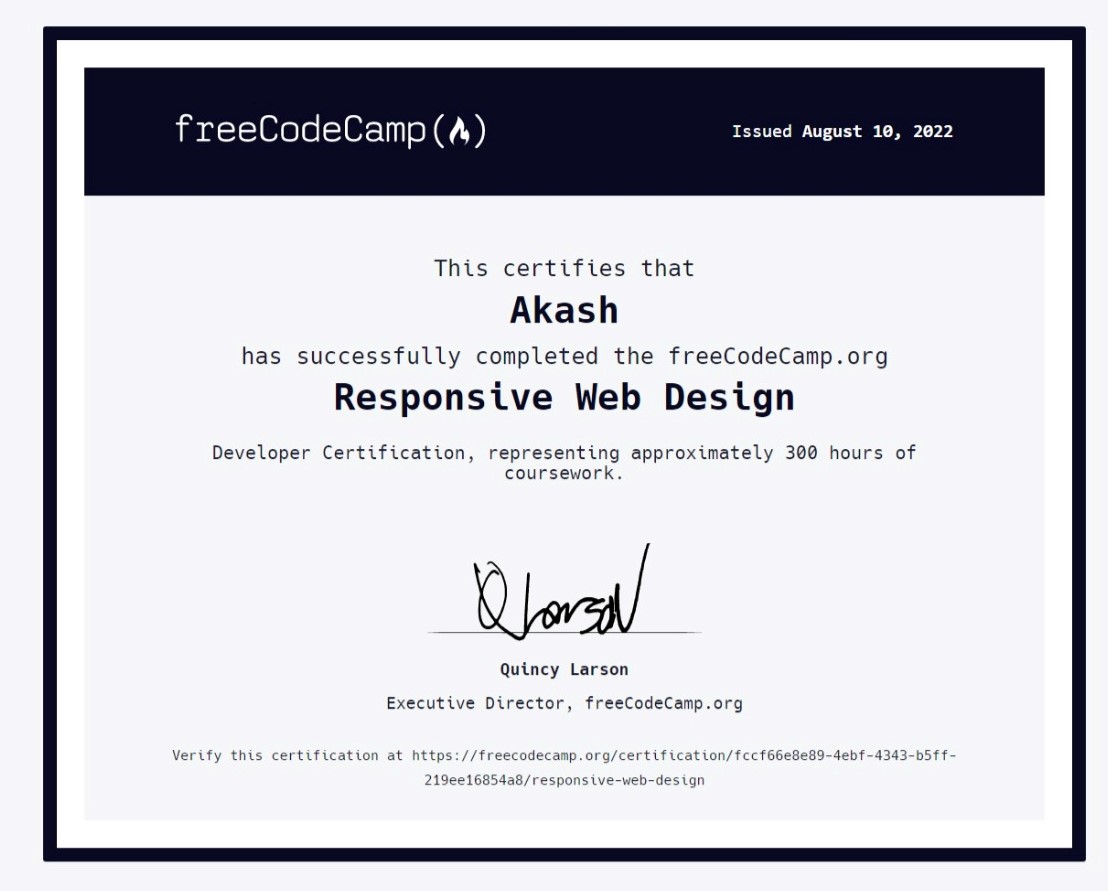 freeCodeCamp(🔥)
Issued August 10, 2022
This certifies that
Akash
has successfully completed the freeCodeCamp.org
Responsive Web Design
Developer Certification, representing approximately 300 hours of
coursework.
Q Larson
Quincy Larson
Executive Director, freeCodeCamp.org
Verify this certification at https://freecodecamp.org/certification/fccf66e8e89-4ebf-4343-b5ff-
219ee16854a8/responsive-web-design